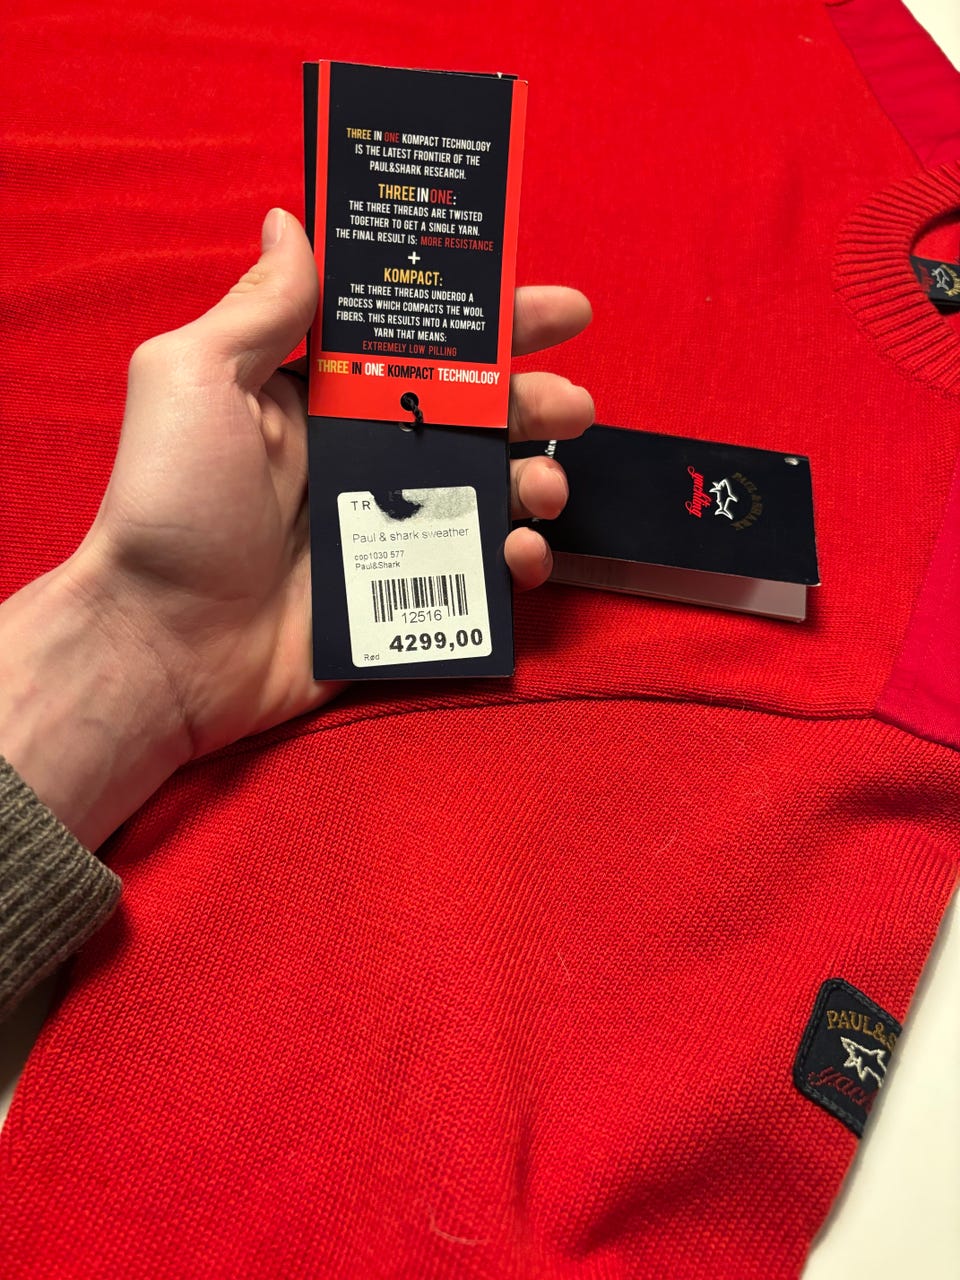 THREE IN ONE KOMPACT TECHNOLOGY
IS THE LATEST FRONTIER OF THE
PAUL&SHARK RESEARCH.
THREE IN ONE:
THE THREE THREADS ARE TWISTED
TOGETHER TO GET A SINGLE YARN.
THE FINAL RESULT IS: MORE RESISTANCE
+
KOMPACT:
THE THREE THREADS UNDERGO A
PROCESS WHICH COMPACTS THE WOOL
FIBERS. THIS RESULTS INTO A KOMPACT
YARN THAT MEANS:
EXTREMELY LOW PILLING
THREE IN ONE KOMPACT TECHNOLOGY
TR
Paul & shark sweather
cop1030 577
Paul&Shark
12516
4299,00
Rød
PAUL&SHARK
yachting
PAUL&S
yach